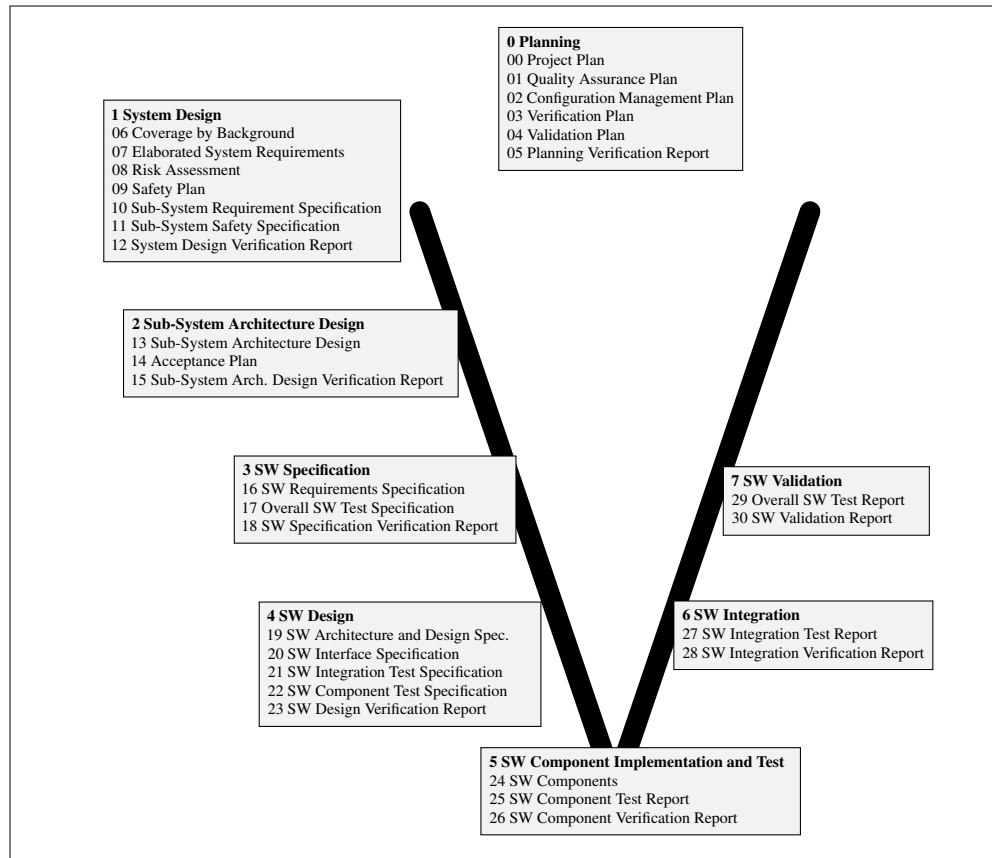 0 Planning
00 Project Plan
01 Quality Assurance Plan
02 Configuration Management Plan
03 Verification Plan
04 Validation Plan
05 Planning Verification Report
1 System Design
06 Coverage by Background
07 Elaborated System Requirements
08 Risk Assessment
09 Safety Plan
10 Sub-System Requirement Specification
11 Sub-System Safety Specification
12 System Design Verification Report
2 Sub-System Architecture Design
13 Sub-System Architecture Design
14 Acceptance Plan
15 Sub-System Arch. Design Verification Report
3 SW Specification
16 SW Requirements Specification
17 Overall SW Test Specification
18 SW Specification Verification Report
4 SW Design
19 SW Architecture and Design Spec.
20 SW Interface Specification
21 SW Integration Test Specification
22 SW Component Test Specification
23 SW Design Verification Report
5 SW Component Implementation and Test
24 SW Components
25 SW Component Test Report
26 SW Component Verification Report
6 SW Integration
27 SW Integration Test Report
28 SW Integration Verification Report
7 SW Validation
29 Overall SW Test Report
30 SW Validation Report